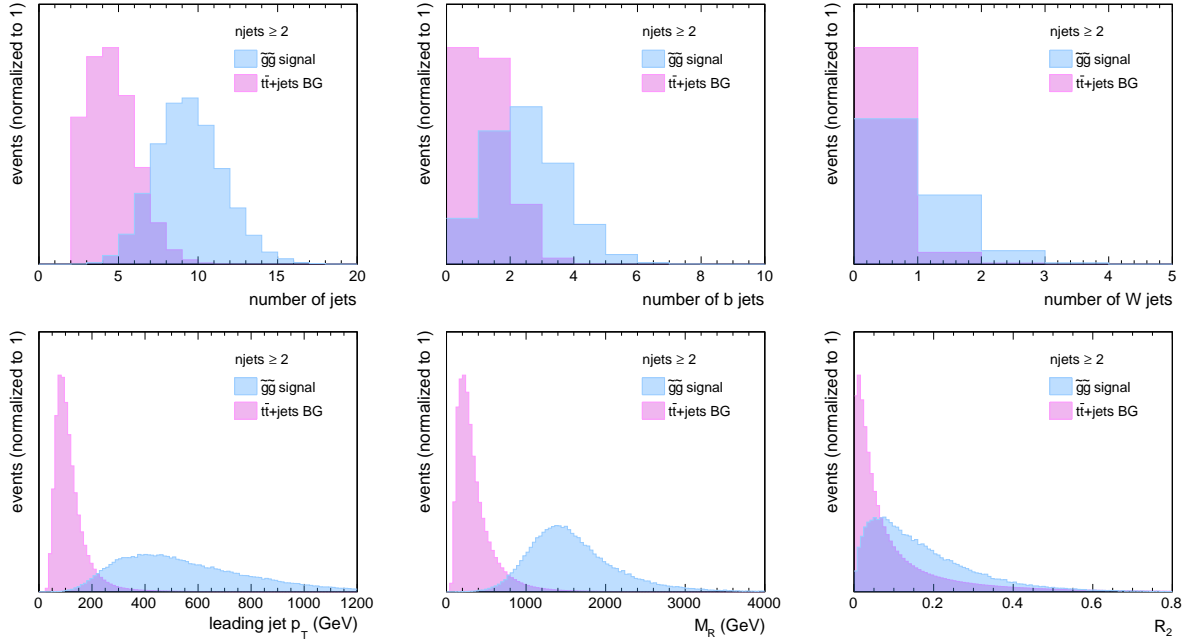 events (normalized to 1)
njets ≥ 2
g̃g̃ signal
tt̄+jets BG
0 5 10 15 20
number of jets
events (normalized to 1)
njets ≥ 2
g̃g̃ signal
tt̄+jets BG
0 2 4 6 8 10
number of b jets
events (normalized to 1)
njets ≥ 2
g̃g̃ signal
tt̄+jets BG
0 1 2 3 4 5
number of W jets
events (normalized to 1)
njets ≥ 2
g̃g̃ signal
tt̄+jets BG
0 200 400 600 800 1000 1200
leading jet p_T (GeV)
events (normalized to 1)
njets ≥ 2
g̃g̃ signal
tt̄+jets BG
0 1000 2000 3000 4000
M_R (GeV)
events (normalized to 1)
njets ≥ 2
g̃g̃ signal
tt̄+jets BG
0 0.2 0.4 0.6 0.8
R_2